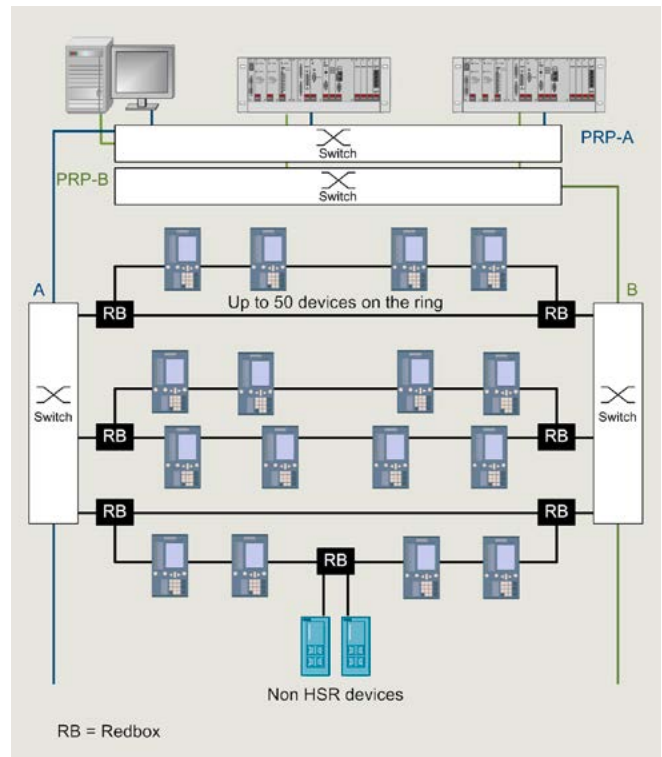 Switch
PRP-A
PRP-B
Switch
A
B
Up to 50 devices on the ring
RB
RB
Switch
Switch
RB
RB
RB
RB
RB
Non HSR devices
RB = Redbox